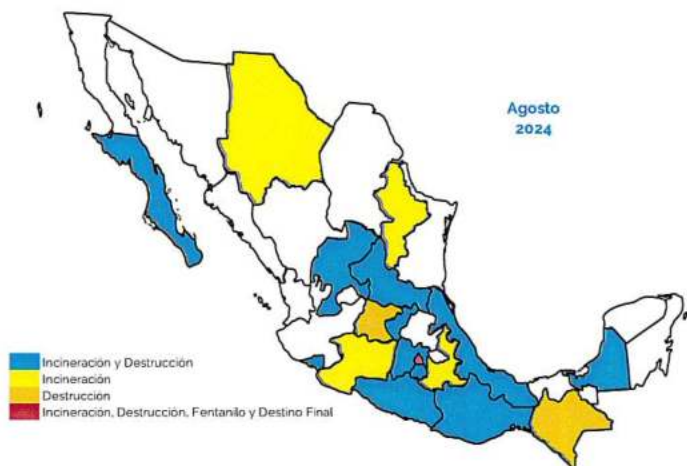 Agosto
2024
Incineración y Destrucción
Incineración
Destrucción
Incineración, Destrucción, Fentanilo y Destino Final